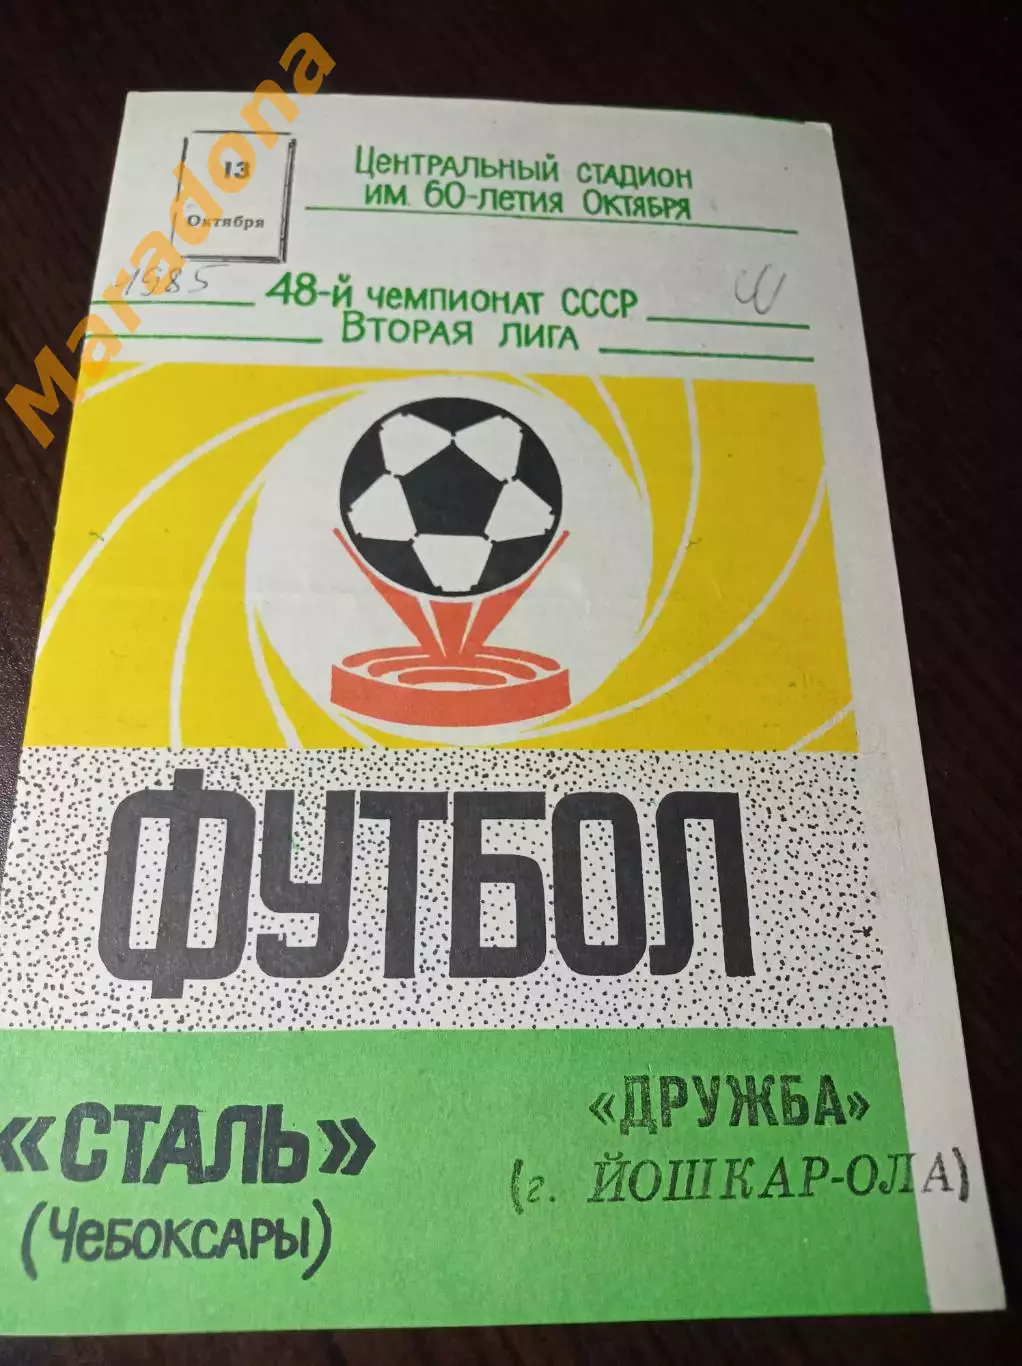 Maradona
13
Октября
Центральный стадион
им. 60-летия Октября
1985
48-й чемпионат СССР
Вторая лига
ФУТБОЛ
«СТАЛЬ»
(Чебоксары)
«ДРУЖБА»
(г. ЙОШКАР-ОЛА)